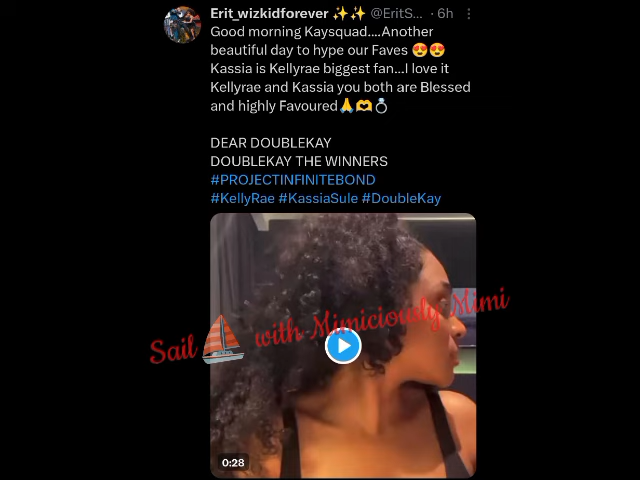 Erit_wizkidforever ✨✨ @EritS... · 6h
Good morning Kaysquad....Another
beautiful day to hype our Faves 😍😍
Kassia is Kellyrae biggest fan...I love it
Kellyrae and Kassia you both are Blessed
and highly Favoured🙏🫶💍
DEAR DOUBLEKAY
DOUBLEKAY THE WINNERS
#PROJECTINFINITEBOND
#KellyRae #KassiaSule #DoubleKay
Sail with Mimiciously Mimi
0:28